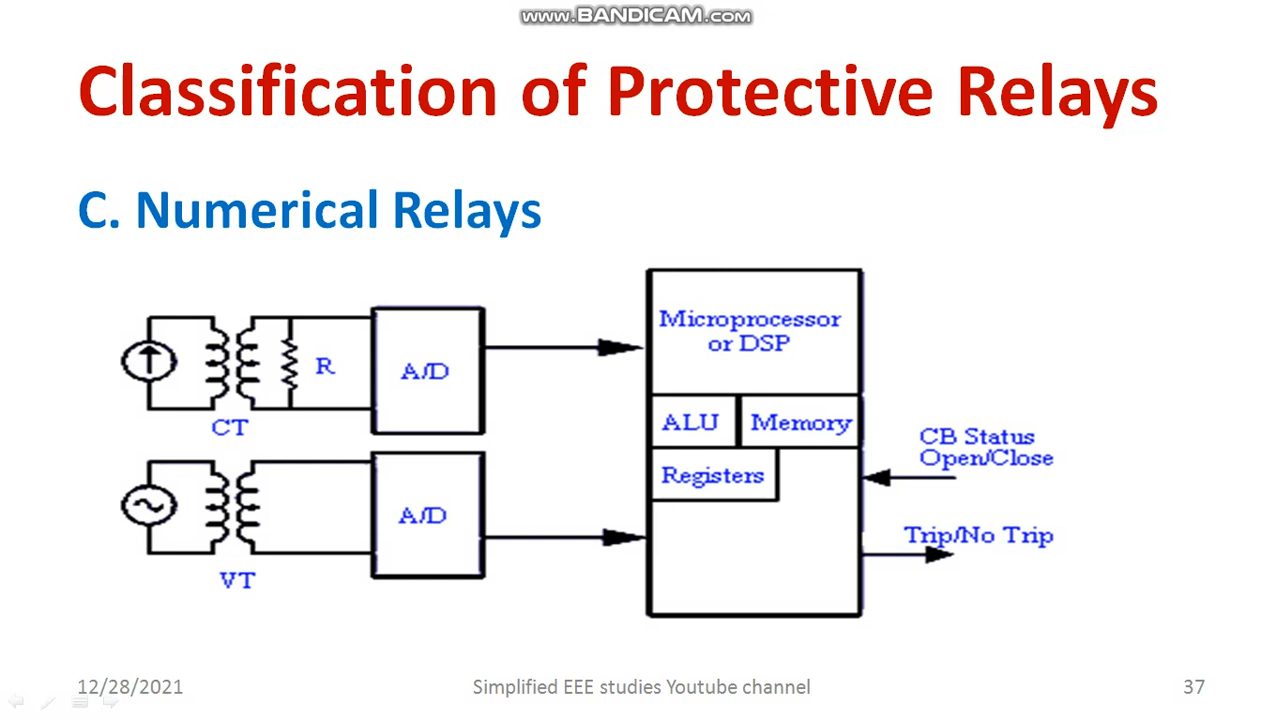 www.BANDICAM.com
Classification of Protective Relays
C. Numerical Relays
Microprocessor
or DSP
R
A/D
CT
ALU
Memory
CB Status
Open/Close
Registers
A/D
Trip/No Trip
VT
12/28/2021
Simplified EEE studies Youtube channel
37